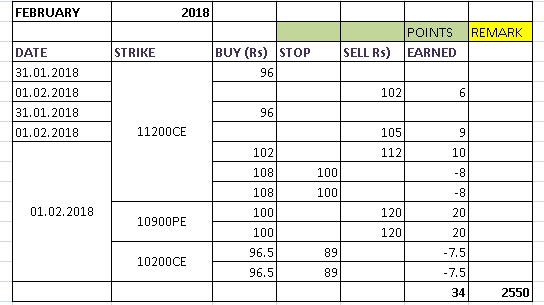 FEBRUARY 2018
POINTS REMARK
DATE STRIKE BUY (Rs) STOP SELL Rs) EARNED
31.01.2018 96
01.02.2018 102 6
31.01.2018 96
01.02.2018 11200CE 105 9
102 112 10
108 100 -8
108 100 -8
01.02.2018 10900PE 100 120 20
100 120 20
10200CE 96.5 89 -7.5
96.5 89 -7.5
34 2550